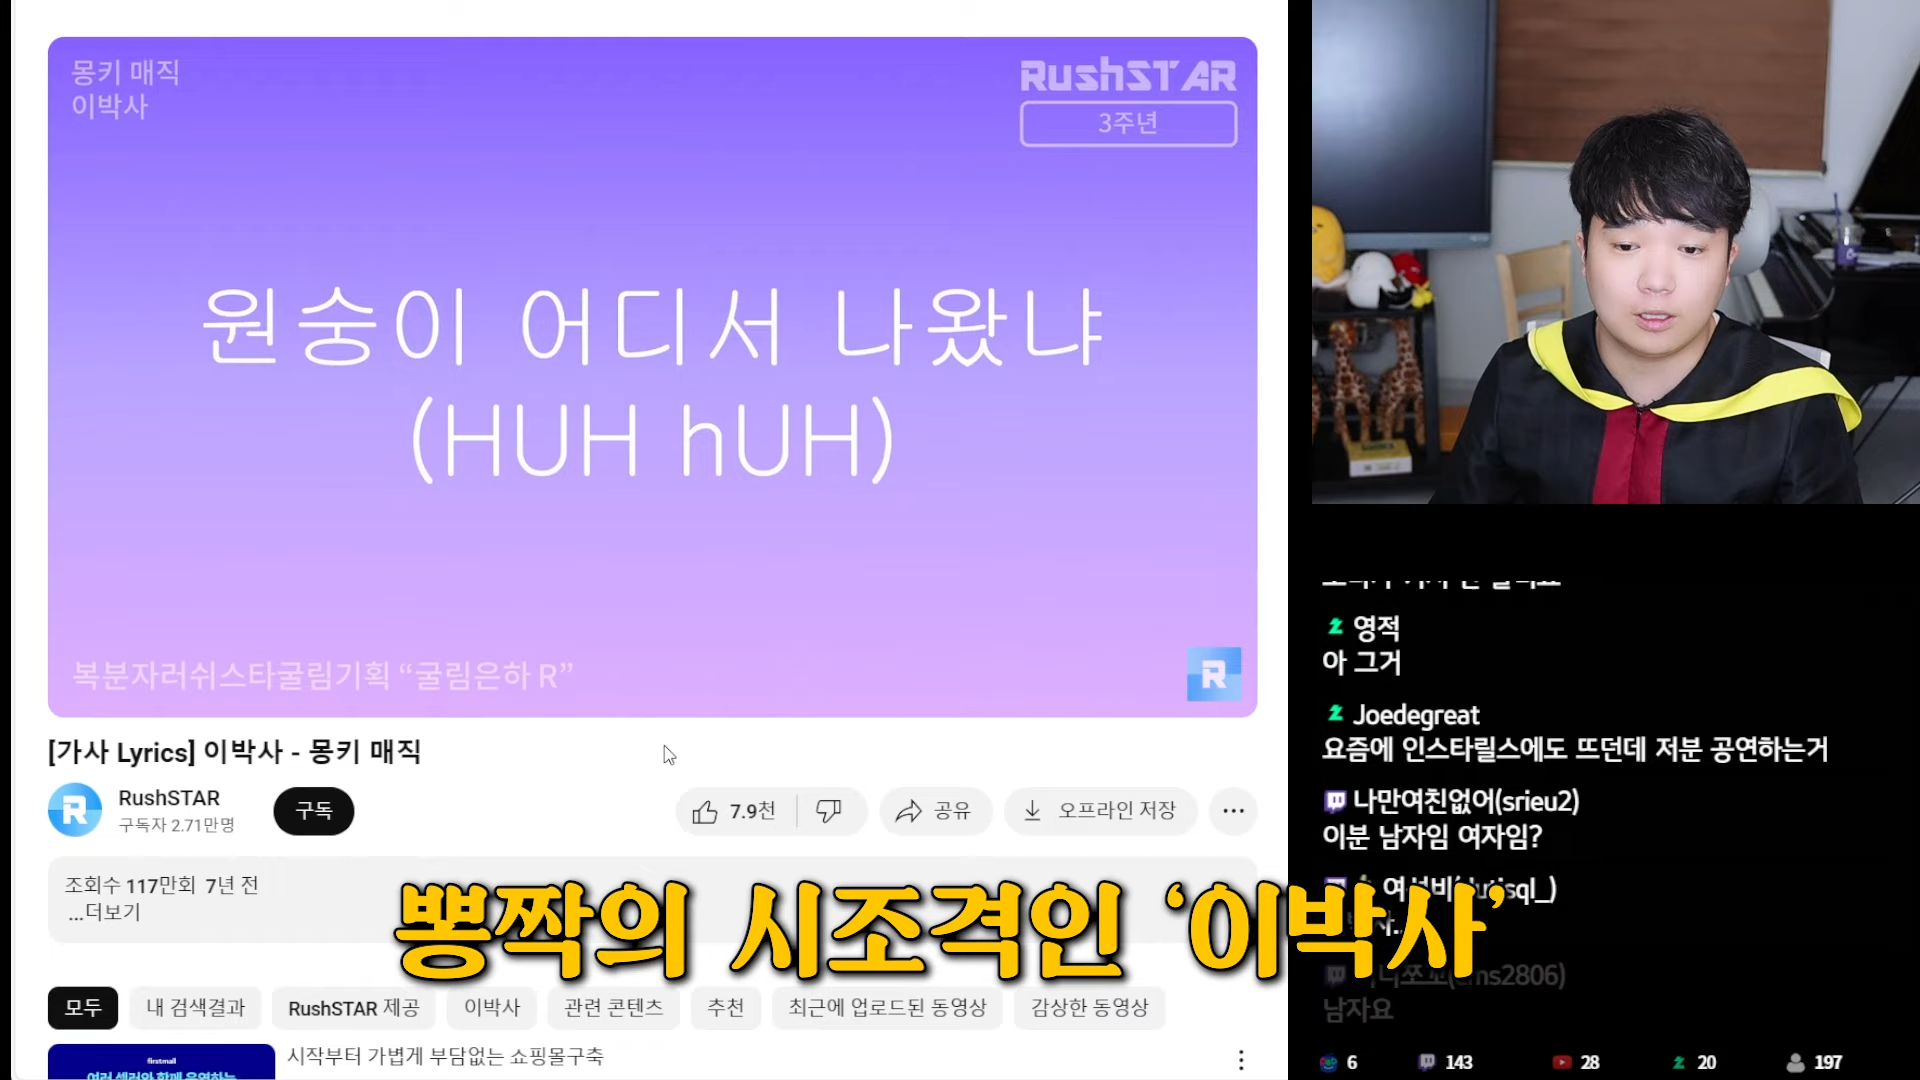 몽키 매직
이박사
RushSTAR
3주년
원숭이 어디서 나왔냐
(HUH hUH)
복분자러쉬스타굴림기획 “굴림은하 R”
R
[가사 Lyrics] 이박사 - 몽키 매직
R
RushSTAR
구독자 2.71만명
구독
7.9천
공유
오프라인 저장
조회수 117만회 7년 전
...더보기
뽕짝의 시조격인 ‘이박사’
모두
내 검색결과
RushSTAR 제공
이박사
관련 콘텐츠
추천
최근에 업로드된 동영상
감상한 동영상
firstmall
시작부터 가볍게 부담없는 쇼핑몰구축
영적
아 그거
Joedegreat
요즘에 인스타릴스에도 뜨던데 저분 공연하는거
나만여친없어(srieu2)
이분 남자임 여자임?
남자요
6
143
28
20
197